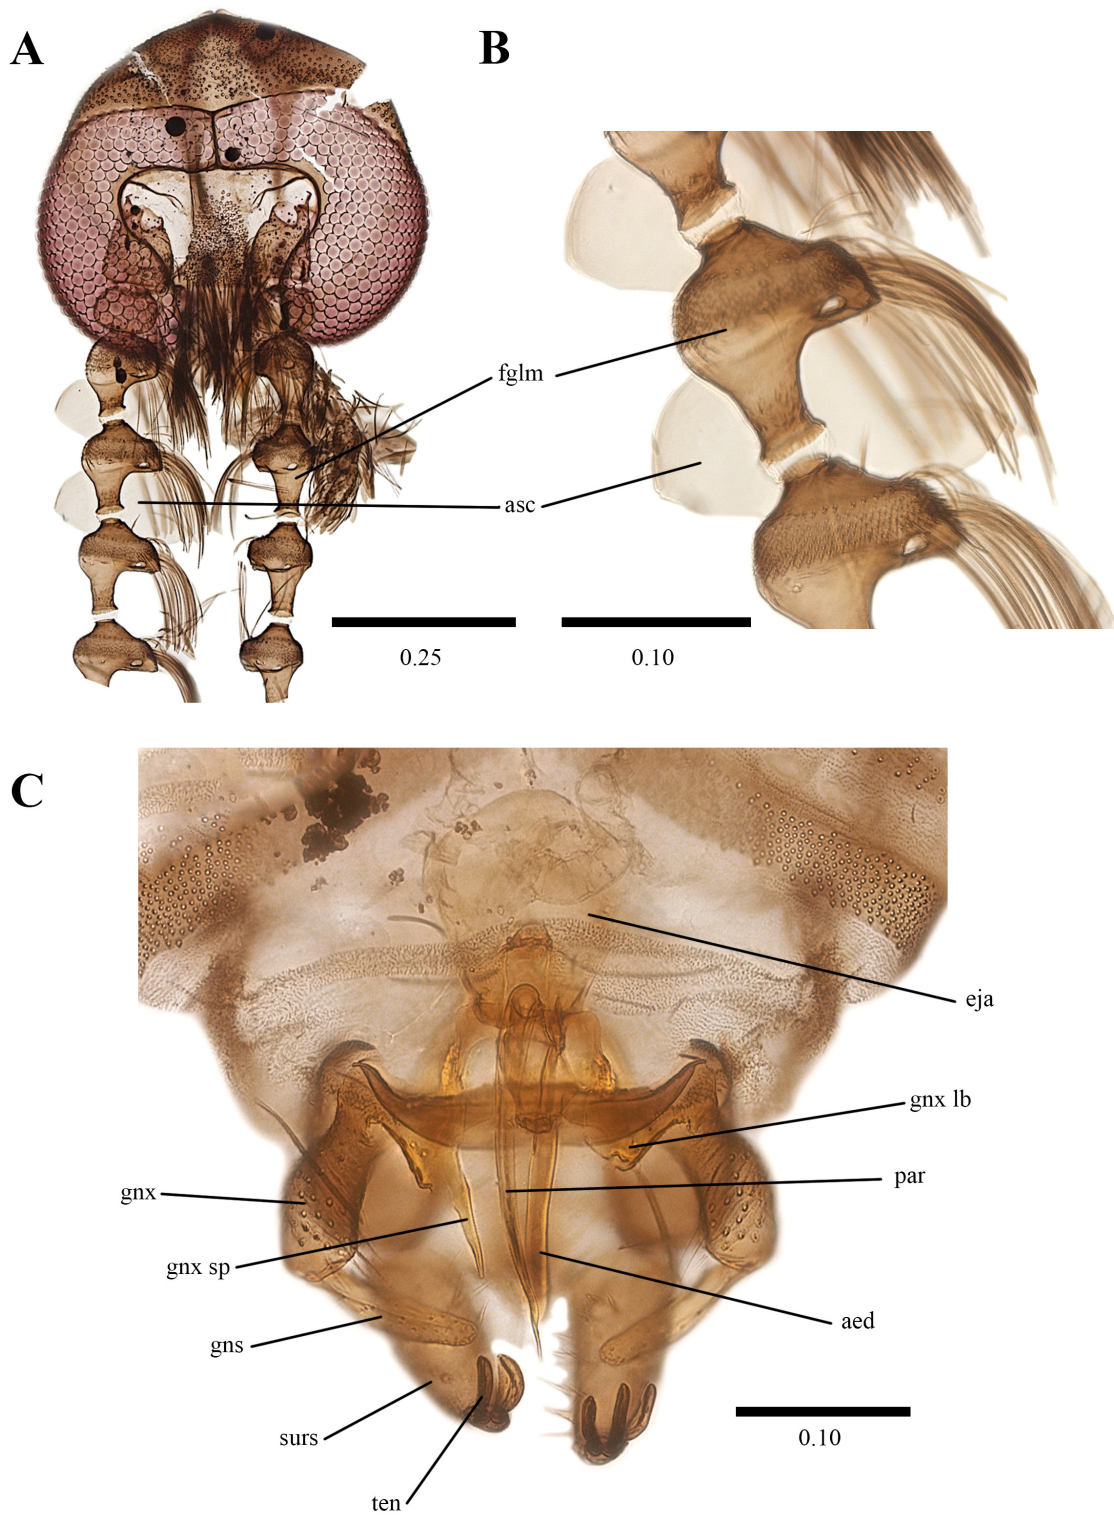 A
B
fglm
asc
0.25
0.10
C
eja
gnx lb
par
gnx
gnx sp
aed
gns
surs
0.10
ten